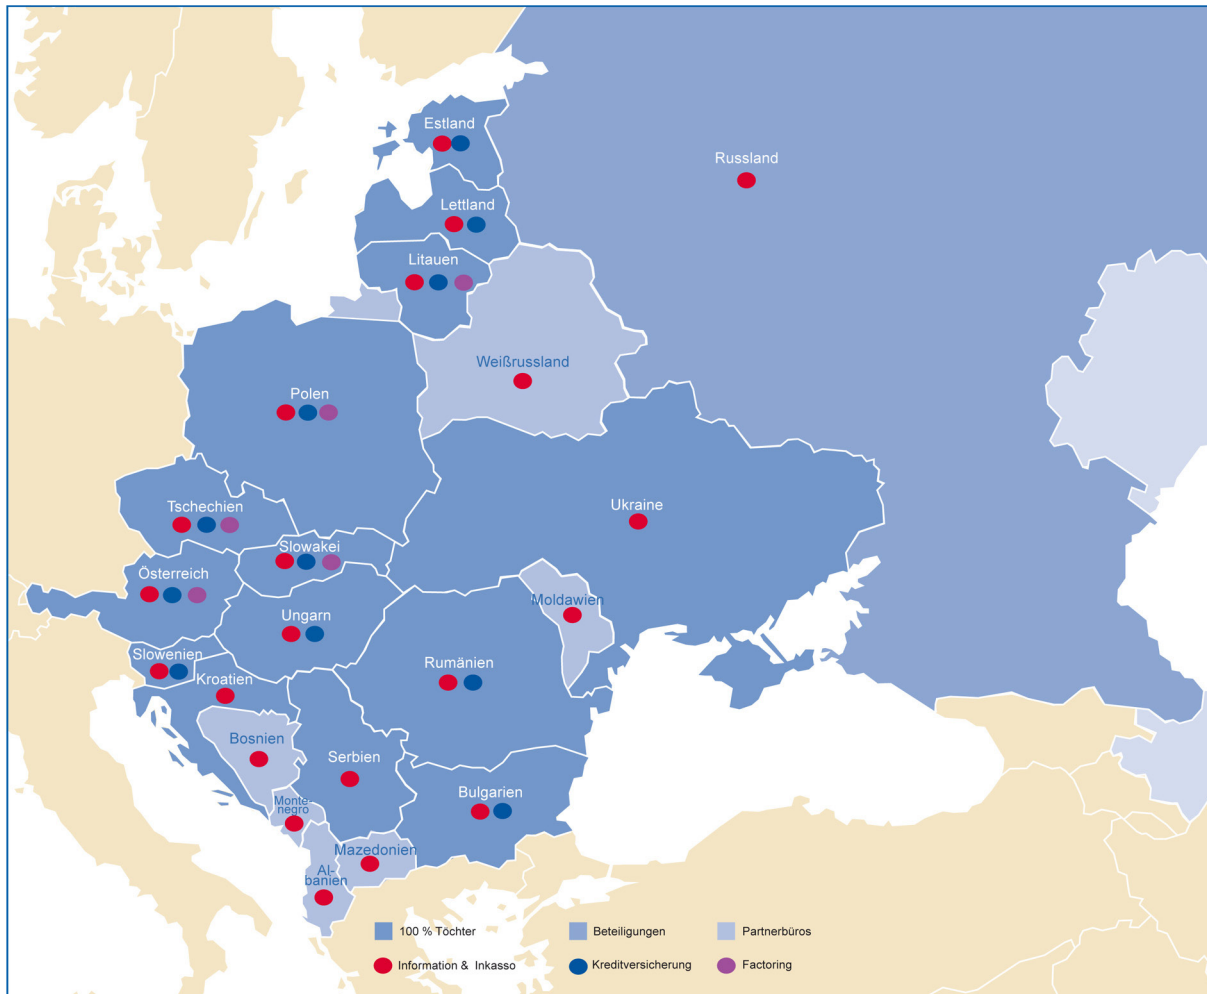 Estland
Russland
Lettland
Litauen
Weißrussland
Polen
Tschechien
Ukraine
Slowakei
Österreich
Moldawien
Ungarn
Slowenien
Rumänien
Kroatien
Bosnien
Serbien
Bulgarien
Monte-
negro
Mazedonien
Al-
banien
100 % Tochter
Beteiligungen
Partnerbüros
Information & Inkasso
Kreditversicherung
Factoring